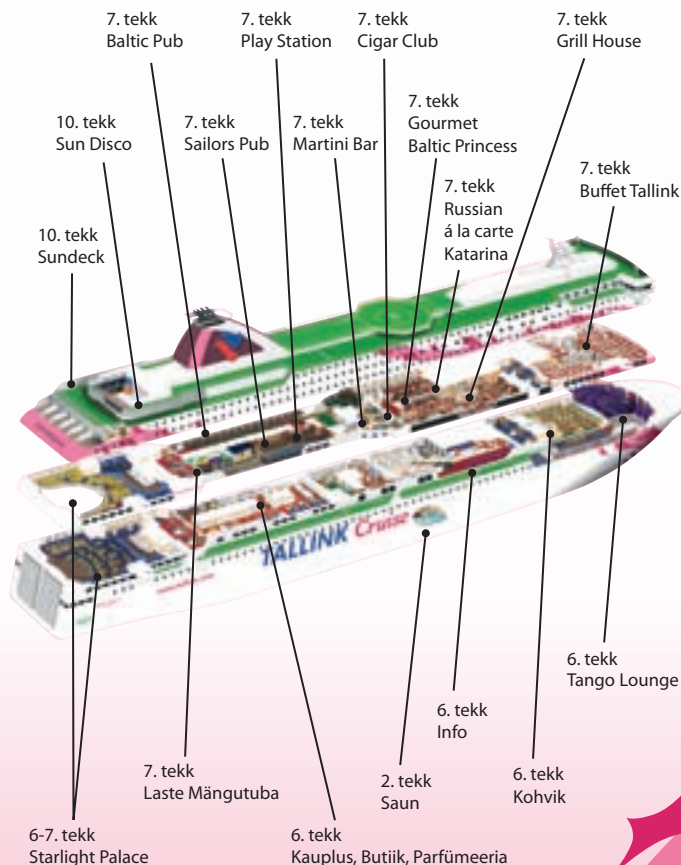 7. tekk
Baltic Pub
7. tekk
Play Station
7. tekk
Cigar Club
7. tekk
Grill House
10. tekk
Sun Disco
7. tekk
Sailors Pub
7. tekk
Martini Bar
7. tekk
Gourmet
Baltic Princess
7. tekk
Buffet Tallink
7. tekk
Russian
á la carte
Katarina
10. tekk
Sundeck
TALLINK Cruise
6. tekk
Tango Lounge
6. tekk
Info
7. tekk
Laste Mängutuba
2. tekk
Saun
6. tekk
Kohvik
6-7. tekk
Starlight Palace
6. tekk
Kauplus, Butiik, Parfümeeria